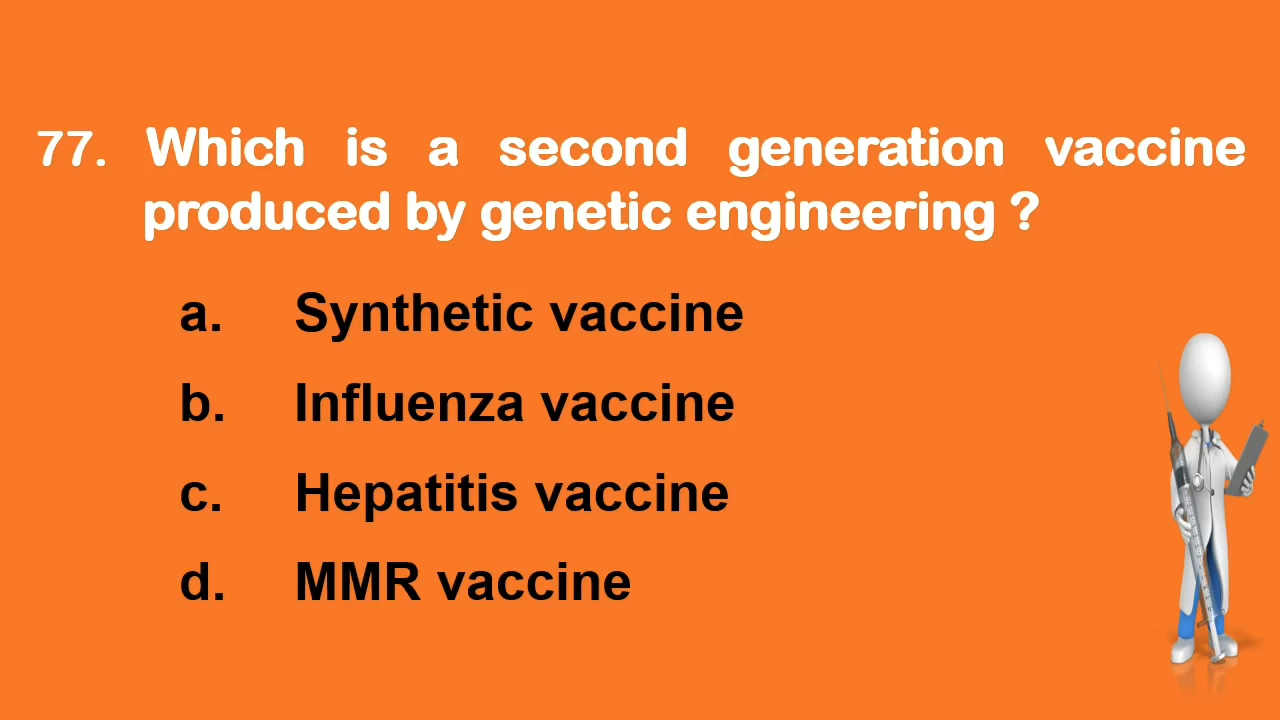 77. Which is a second generation vaccine
produced by genetic engineering ?
a. Synthetic vaccine
b. Influenza vaccine
c. Hepatitis vaccine
d. MMR vaccine